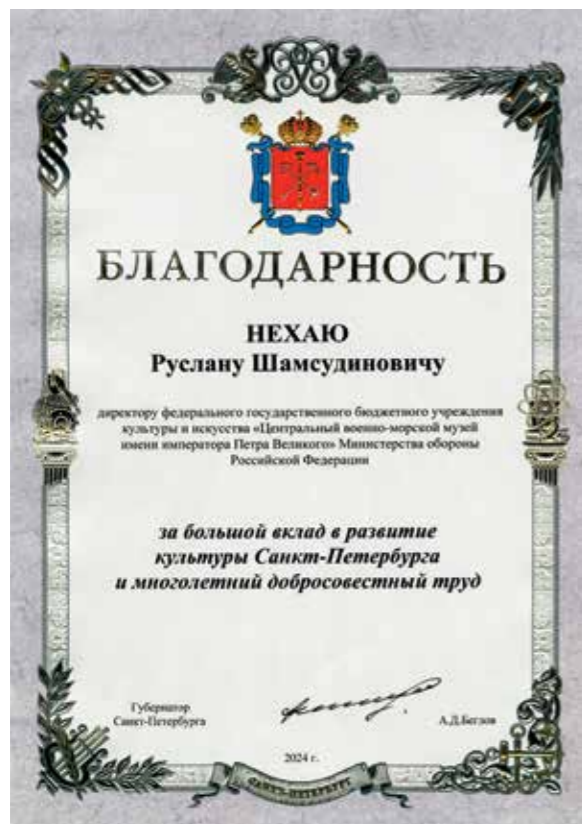 БЛАГОДАРНОСТЬ
НЕХАЮ
Руслану Шамсудиновичу
директору федерального государственного бюджетного учреждения
культуры и искусства «Центральный военно-морской музей
имени императора Петра Великого» Министерства обороны
Российской Федерации
за большой вклад в развитие
культуры Санкт-Петербурга
и многолетний добросовестный труд
Губернатор
Санкт-Петербурга
А.Д.Беглов
2024 г.
САНКТ-ПЕТЕРБУРГ